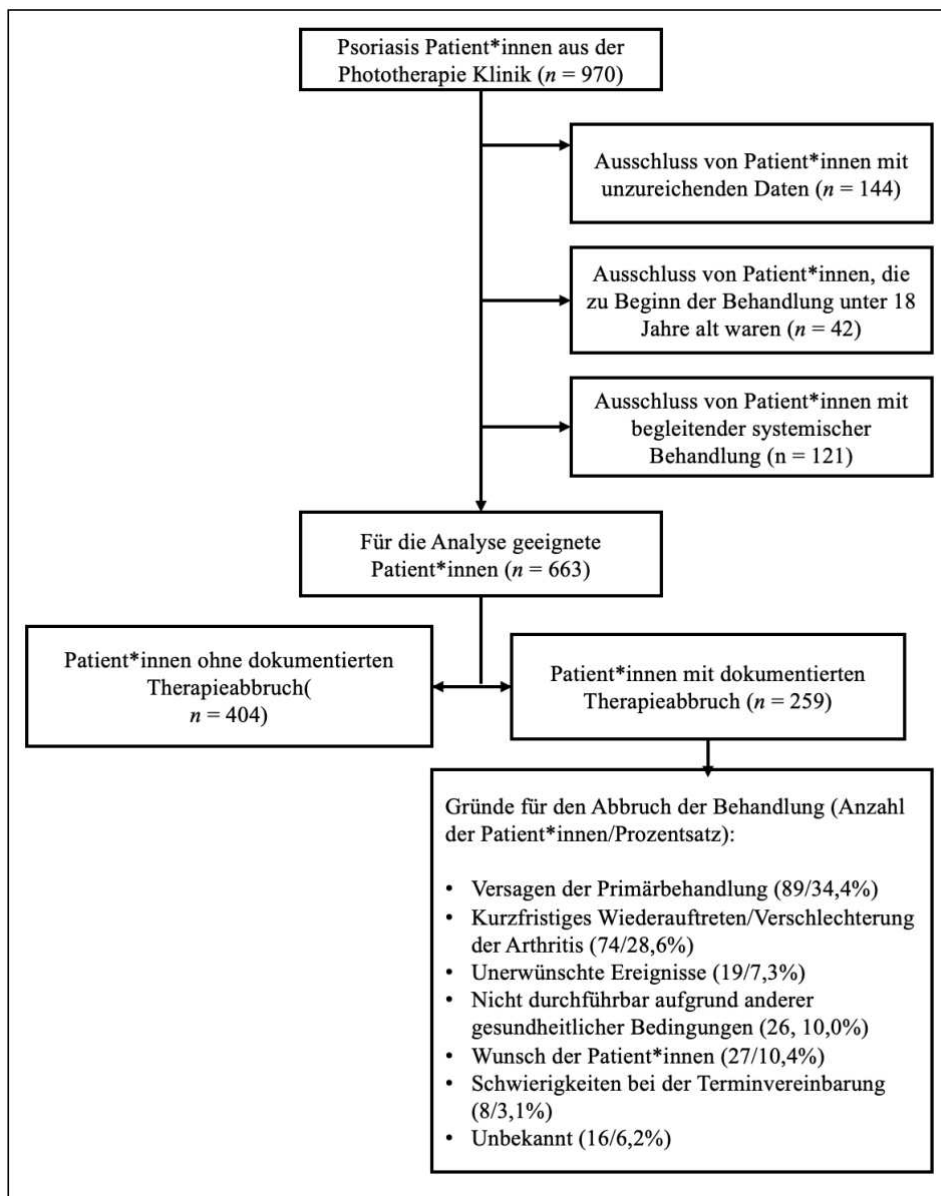 Psoriasis Patient*innen aus der
Phototherapie Klinik (n = 970)
Ausschluss von Patient*innen mit
unzureichenden Daten (n = 144)
Ausschluss von Patient*innen, die
zu Beginn der Behandlung unter 18
Jahre alt waren (n = 42)
Ausschluss von Patient*innen mit
begleitender systemischer
Behandlung (n = 121)
Für die Analyse geeignete
Patient*innen (n = 663)
Patient*innen ohne dokumentierten
Therapieabbruch(
n = 404)
Patient*innen mit dokumentierten
Therapieabbruch (n = 259)
Gründe für den Abbruch der Behandlung (Anzahl
der Patient*innen/Prozentsatz):
• Versagen der Primärbehandlung (89/34,4%)
• Kurzfristiges Wiederauftreten/Verschlechterung
der Arthritis (74/28,6%)
• Unerwünschte Ereignisse (19/7,3%)
• Nicht durchführbar aufgrund anderer
gesundheitlicher Bedingungen (26, 10,0%)
• Wunsch der Patient*innen (27/10,4%)
• Schwierigkeiten bei der Terminvereinbarung
(8/3,1%)
• Unbekannt (16/6,2%)